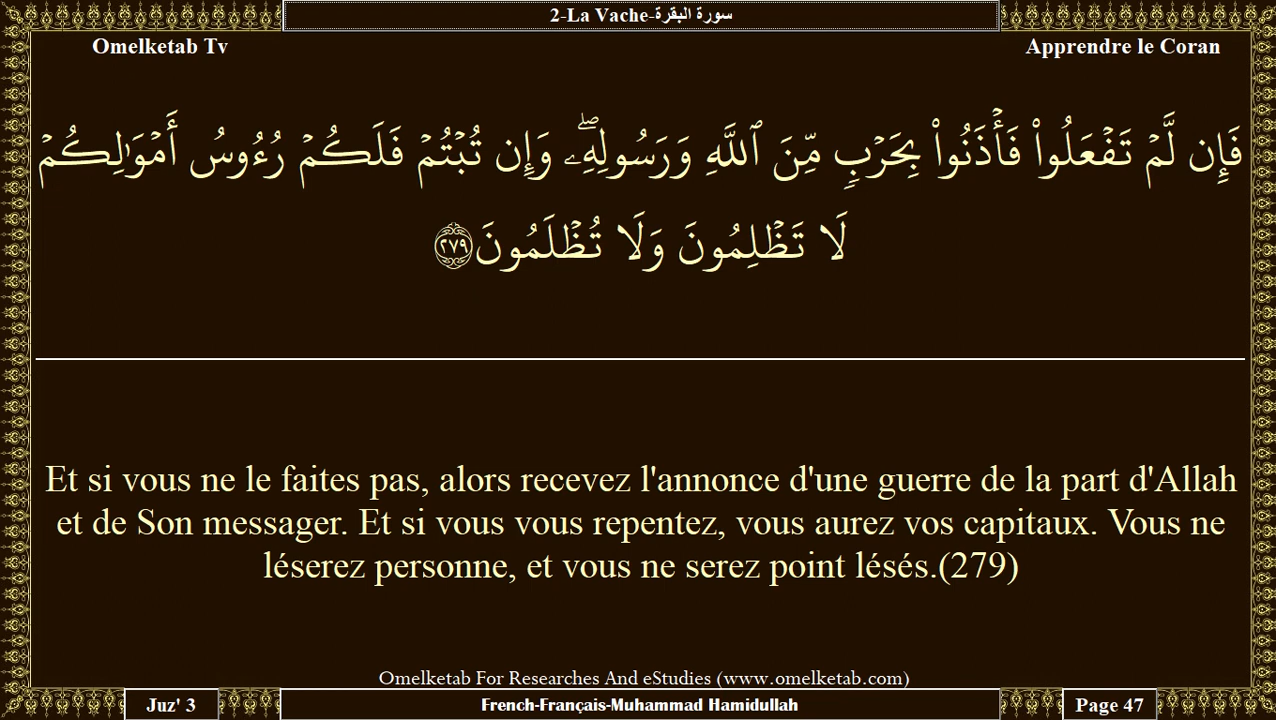 2-La Vache-سورة البقرة
Omelketab Tv
Apprendre le Coran
فَإِن لَّمۡ تَفۡعَلُواْ فَأۡذَنُواْ بِحَرۡبٖ مِّنَ ٱللَّهِ وَرَسُولِهِۦۖ وَإِن تُبۡتُمۡ فَلَكُمۡ رُءُوسُ أَمۡوَٰلِكُمۡ
لَا تَظۡلِمُونَ وَلَا تُظۡلَمُونَ ٢٧٩
Et si vous ne le faites pas, alors recevez l'annonce d'une guerre de la part d'Allah
et de Son messager. Et si vous vous repentez, vous aurez vos capitaux. Vous ne
léserez personne, et vous ne serez point lésés.(279)
Omelketab For Researches And eStudies (www.omelketab.com)
Juz' 3
French-Français-Muhammad Hamidullah
Page 47